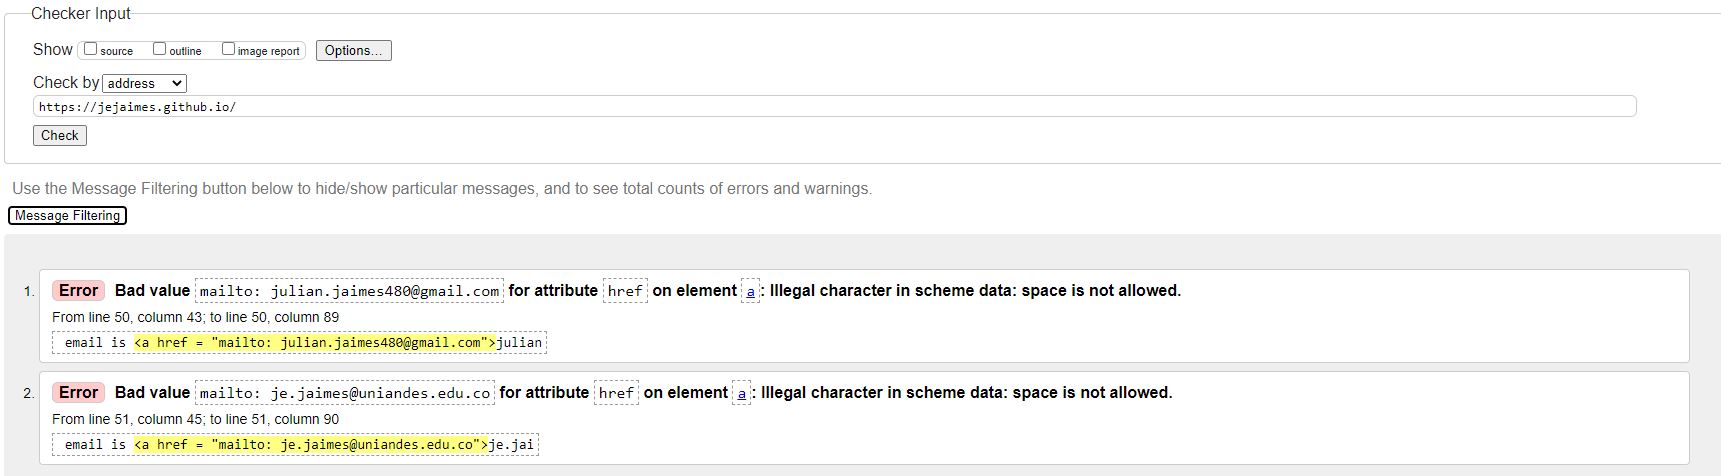 Checker Input
Show source outline image report Options...
Check by address
https://jejaimes.github.io/
Check
Use the Message Filtering button below to hide/show particular messages, and to see total counts of errors and warnings.
Message Filtering
1. Error Bad value mailto: julian.jaimes480@gmail.com for attribute href on element a: Illegal character in scheme data: space is not allowed.
From line 50, column 43; to line 50, column 89
email is <a href = "mailto: julian.jaimes480@gmail.com">julian
2. Error Bad value mailto: je.jaimes@uniandes.edu.co for attribute href on element a: Illegal character in scheme data: space is not allowed.
From line 51, column 45; to line 51, column 90
email is <a href = "mailto: je.jaimes@uniandes.edu.co">je.jai